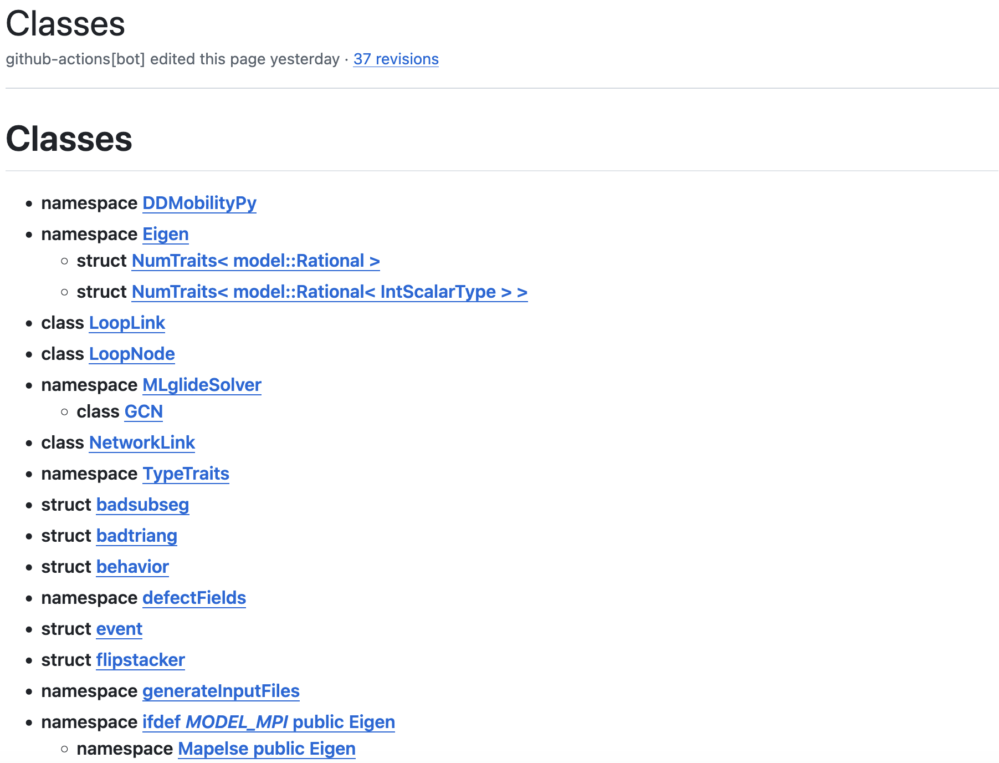 Classes
github-actions[bot] edited this page yesterday · 37 revisions
Classes
• namespace DDMobilityPy
• namespace Eigen
◦ struct NumTraits< model::Rational >
◦ struct NumTraits< model::Rational< IntScalarType > >
• class LoopLink
• class LoopNode
• namespace MLglideSolver
◦ class GCN
• class NetworkLink
• namespace TypeTraits
• struct badsubseg
• struct badtriang
• struct behavior
• namespace defectFields
• struct event
• struct flipstacker
• namespace generateInputFiles
• namespace ifdef MODEL_MPI public Eigen
◦ namespace Mapelse public Eigen